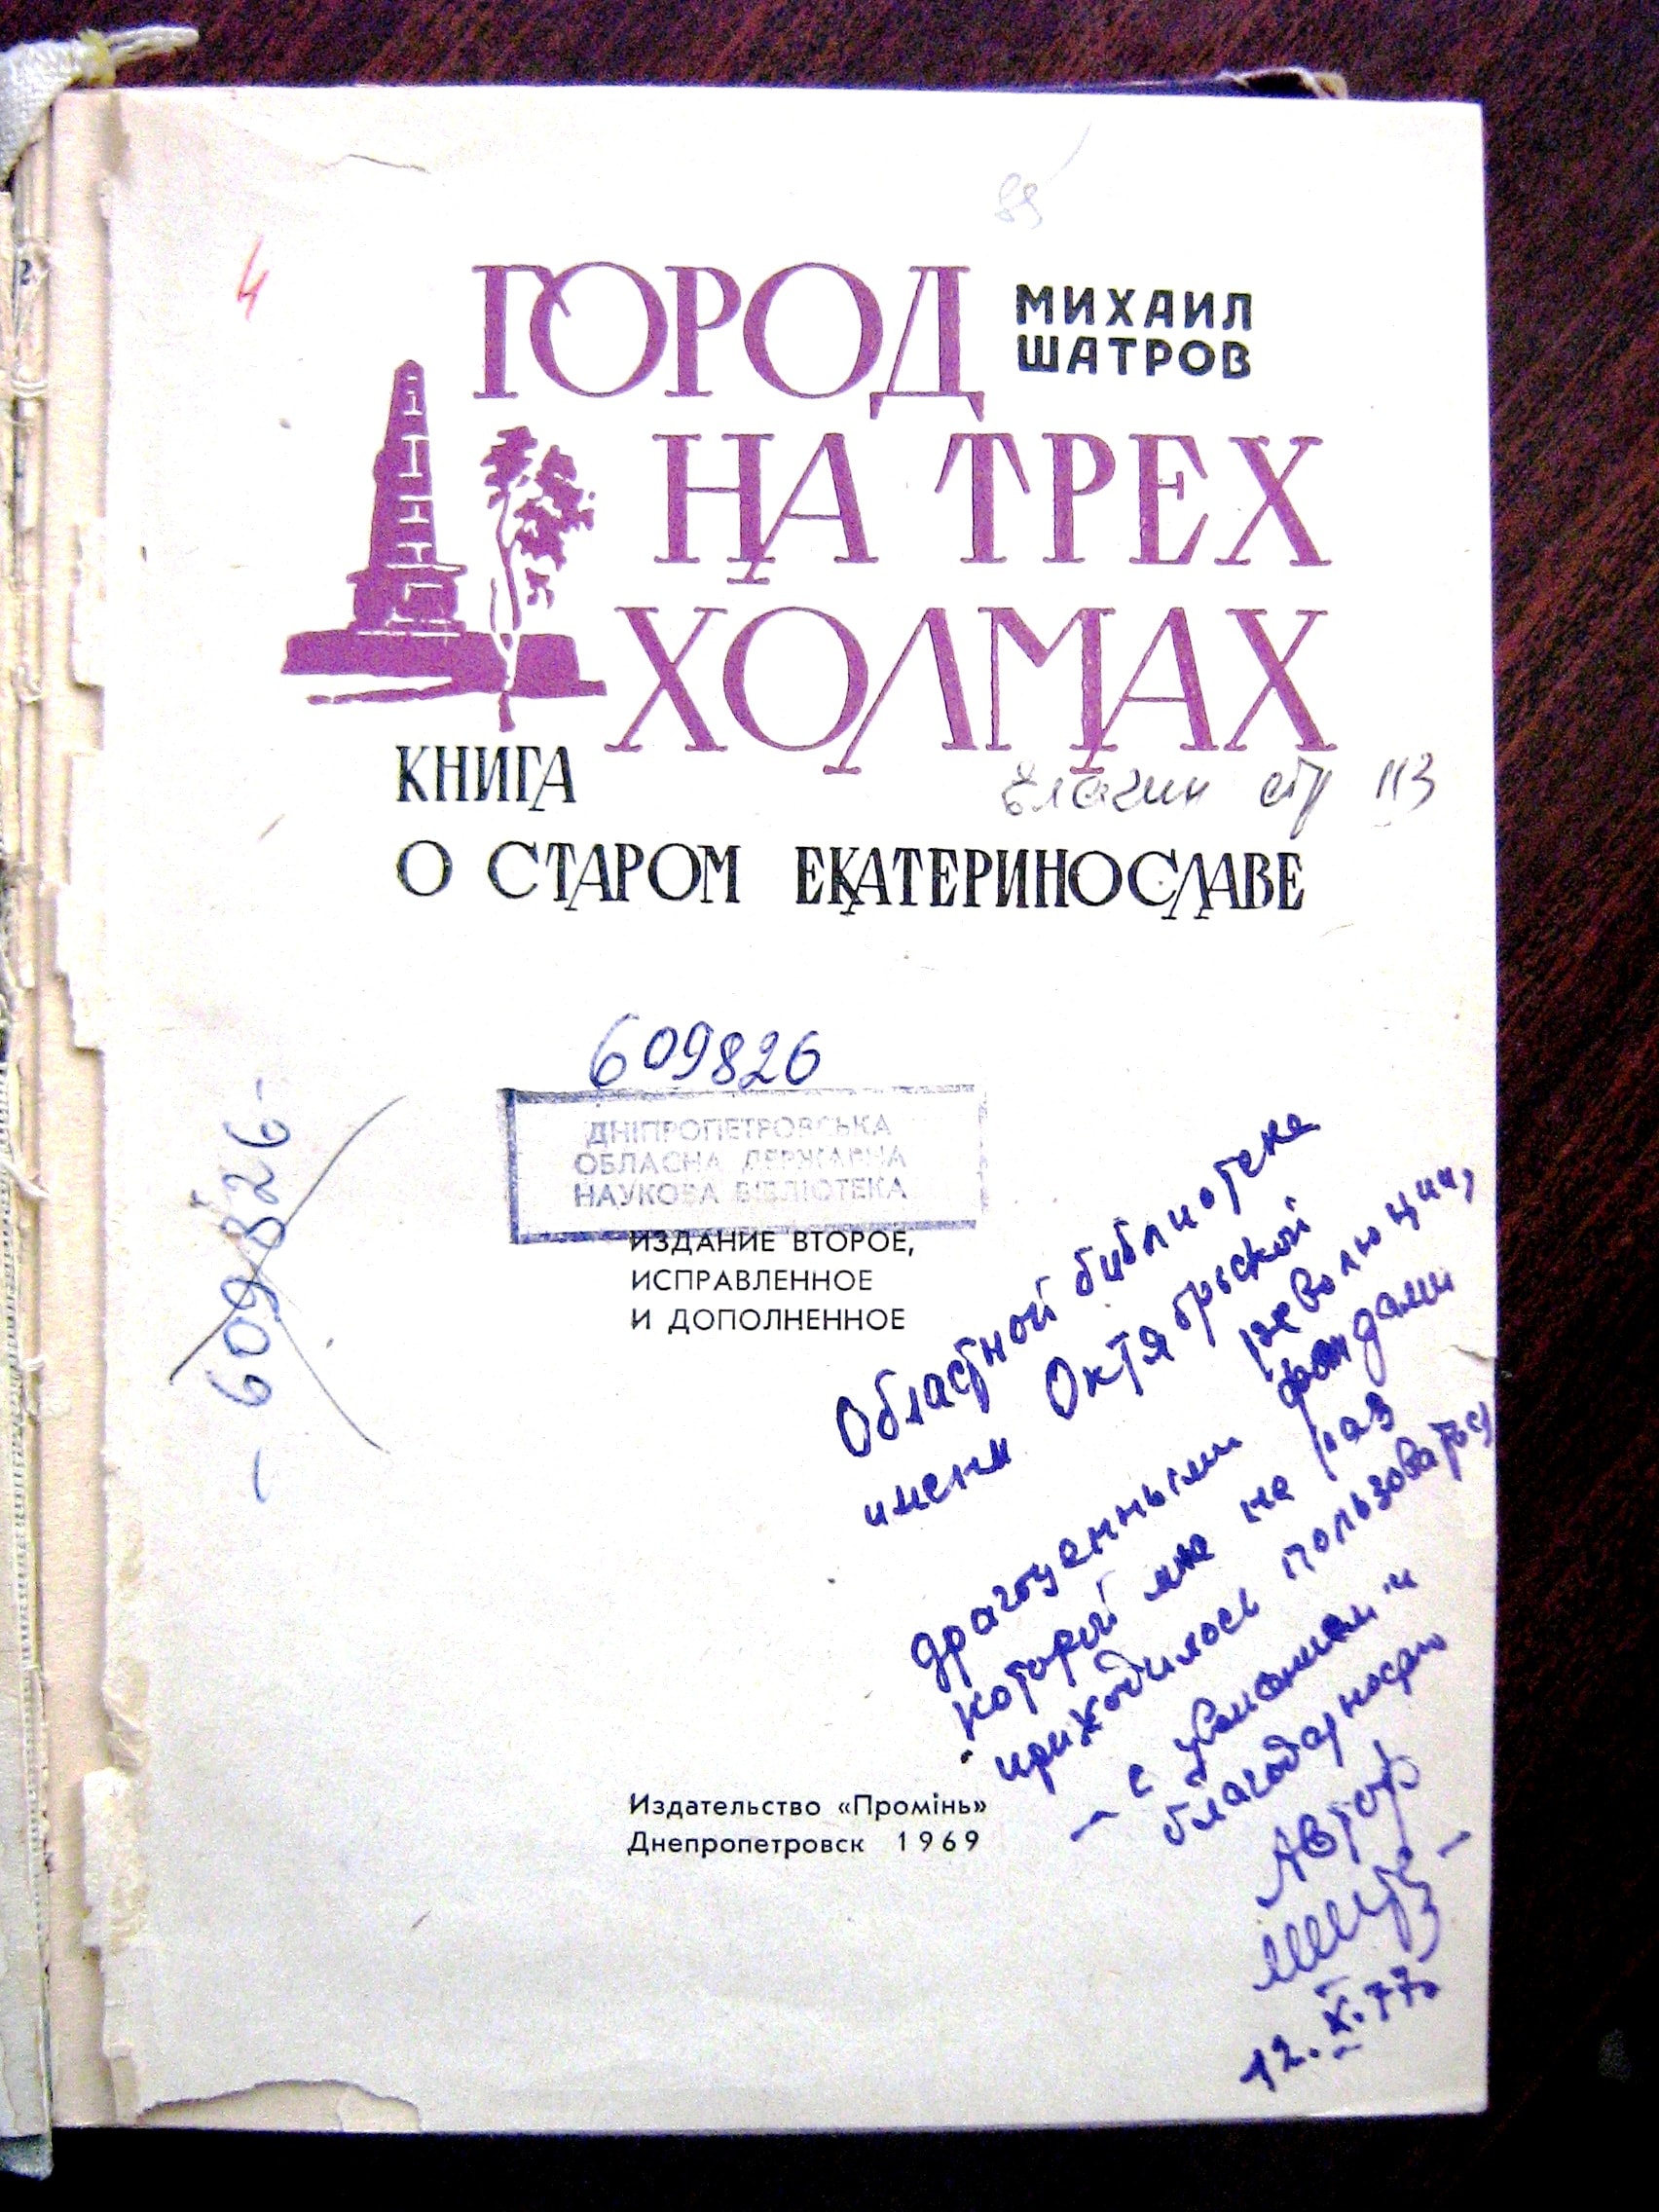 ГОРОД
МИХАИЛ
ШАТРОВ
НА ТРЕХ
ХОЛМАХ
КНИГА
стр 113
О СТАРОМ ЕКАТЕРИНОСЛАВЕ
609826
ДНІПРОПЕТРОВСЬКА
ОБЛАСНА ДЕРЖАВНА
НАУКОВА БІБЛІОТЕКА
- 609826 -
ИЗДАНИЕ ВТОРОЕ,
ИСПРАВЛЕННОЕ
И ДОПОЛНЕННОЕ
Областной библиотеке
имени Октябрьской
революции,
драгоценными фондами
которой мне не раз
приходилось пользоваться
– с уважением и
благодарностью
Автор
12.X.77
Издательство «Промінь»
Днепропетровск 1969